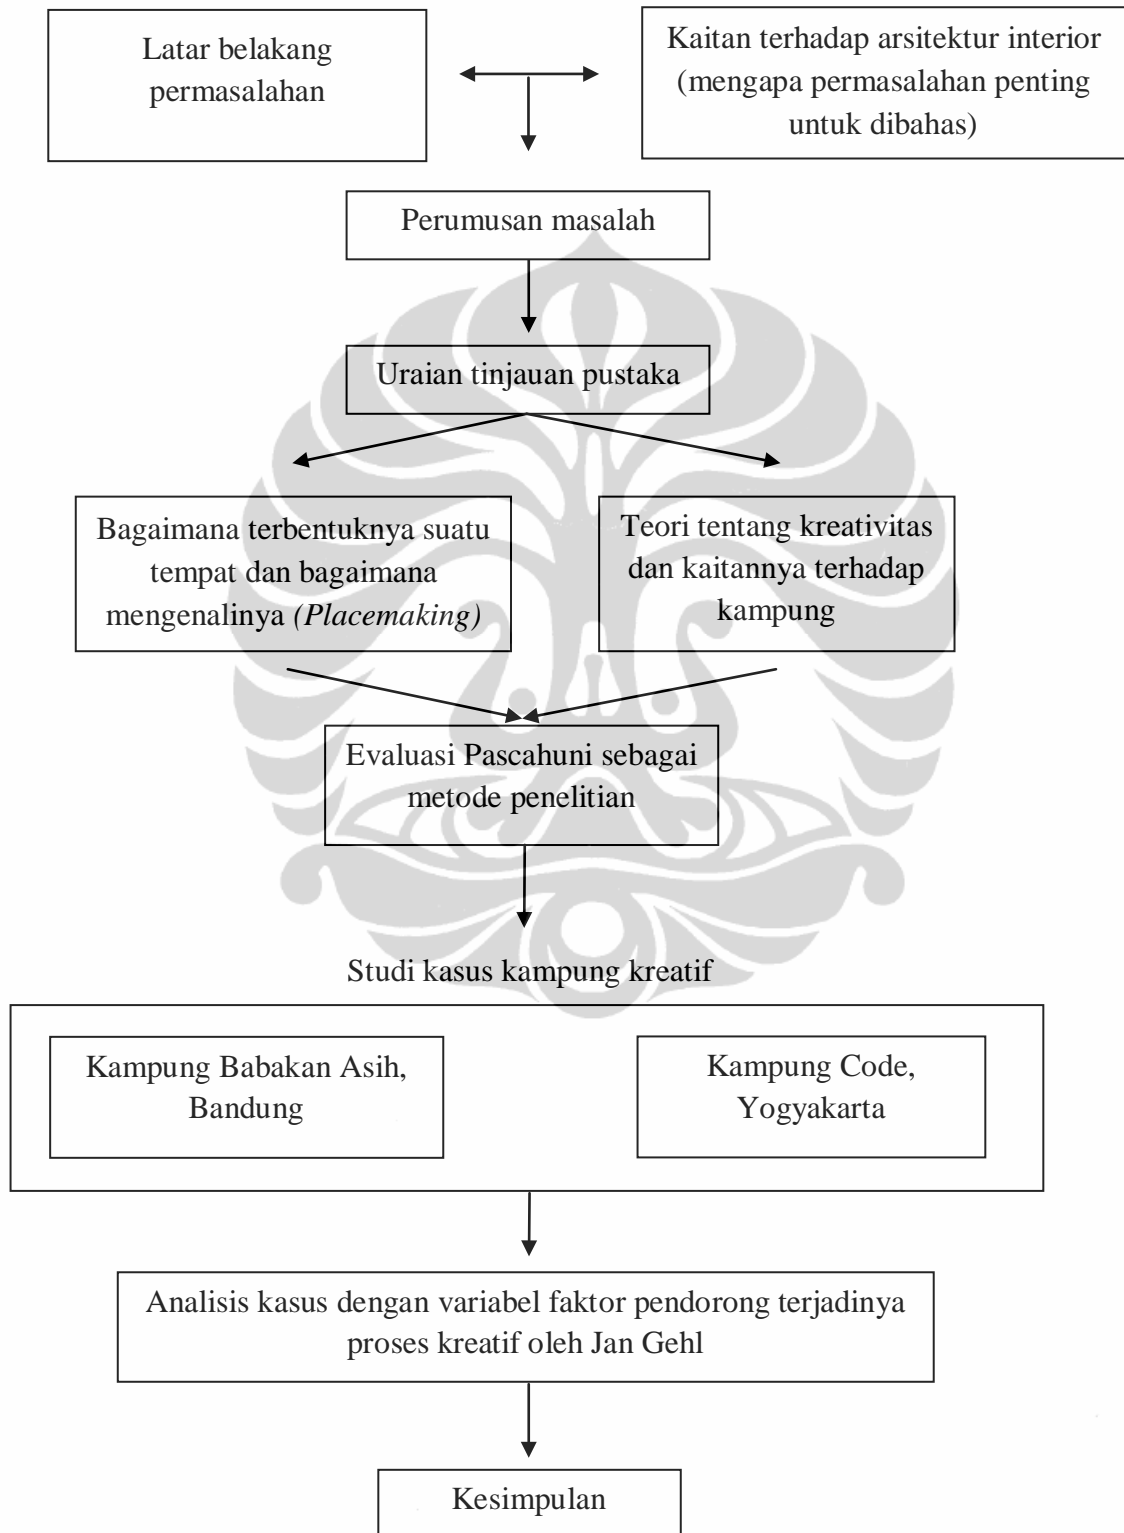 Latar belakang
permasalahan
Kaitan terhadap arsitektur interior
(mengapa permasalahan penting
untuk dibahas)
Perumusan masalah
Uraian tinjauan pustaka
Bagaimana terbentuknya suatu
tempat dan bagaimana
mengenalinya (Placemaking)
Teori tentang kreativitas
dan kaitannya terhadap
kampung
Evaluasi Pascahuni sebagai
metode penelitian
Studi kasus kampung kreatif
Kampung Babakan Asih,
Bandung
Kampung Code,
Yogyakarta
Analisis kasus dengan variabel faktor pendorong terjadinya
proses kreatif oleh Jan Gehl
Kesimpulan